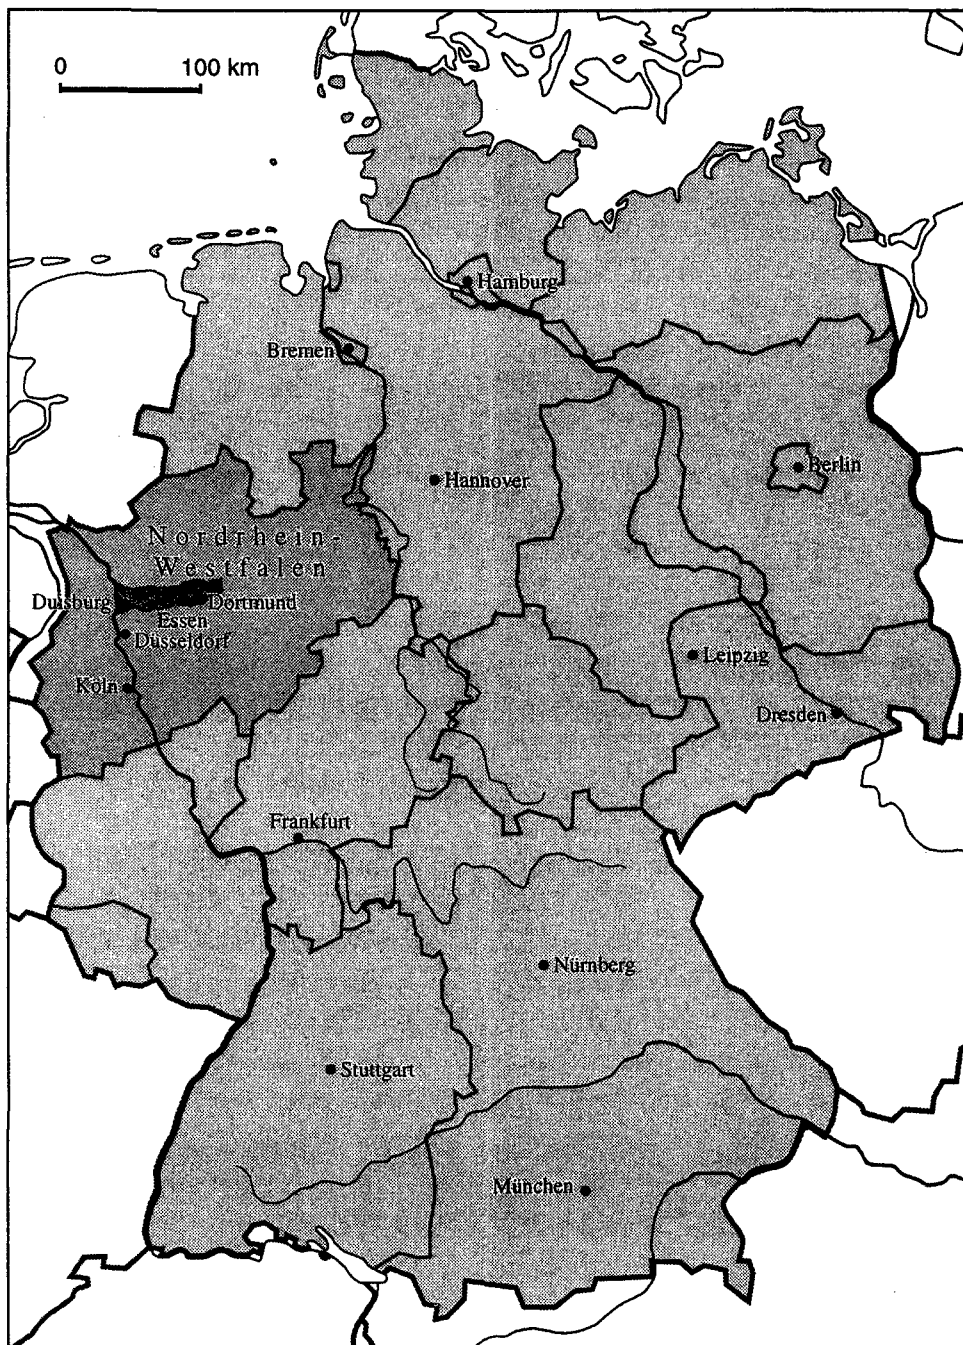 0 100 km
Hamburg
Bremen
Berlin
Hannover
Nordrhein-
Westfalen
Duisburg
Dortmund
Essen
Düsseldorf
Köln
Leipzig
Dresden
Frankfurt
Nürnberg
Stuttgart
München